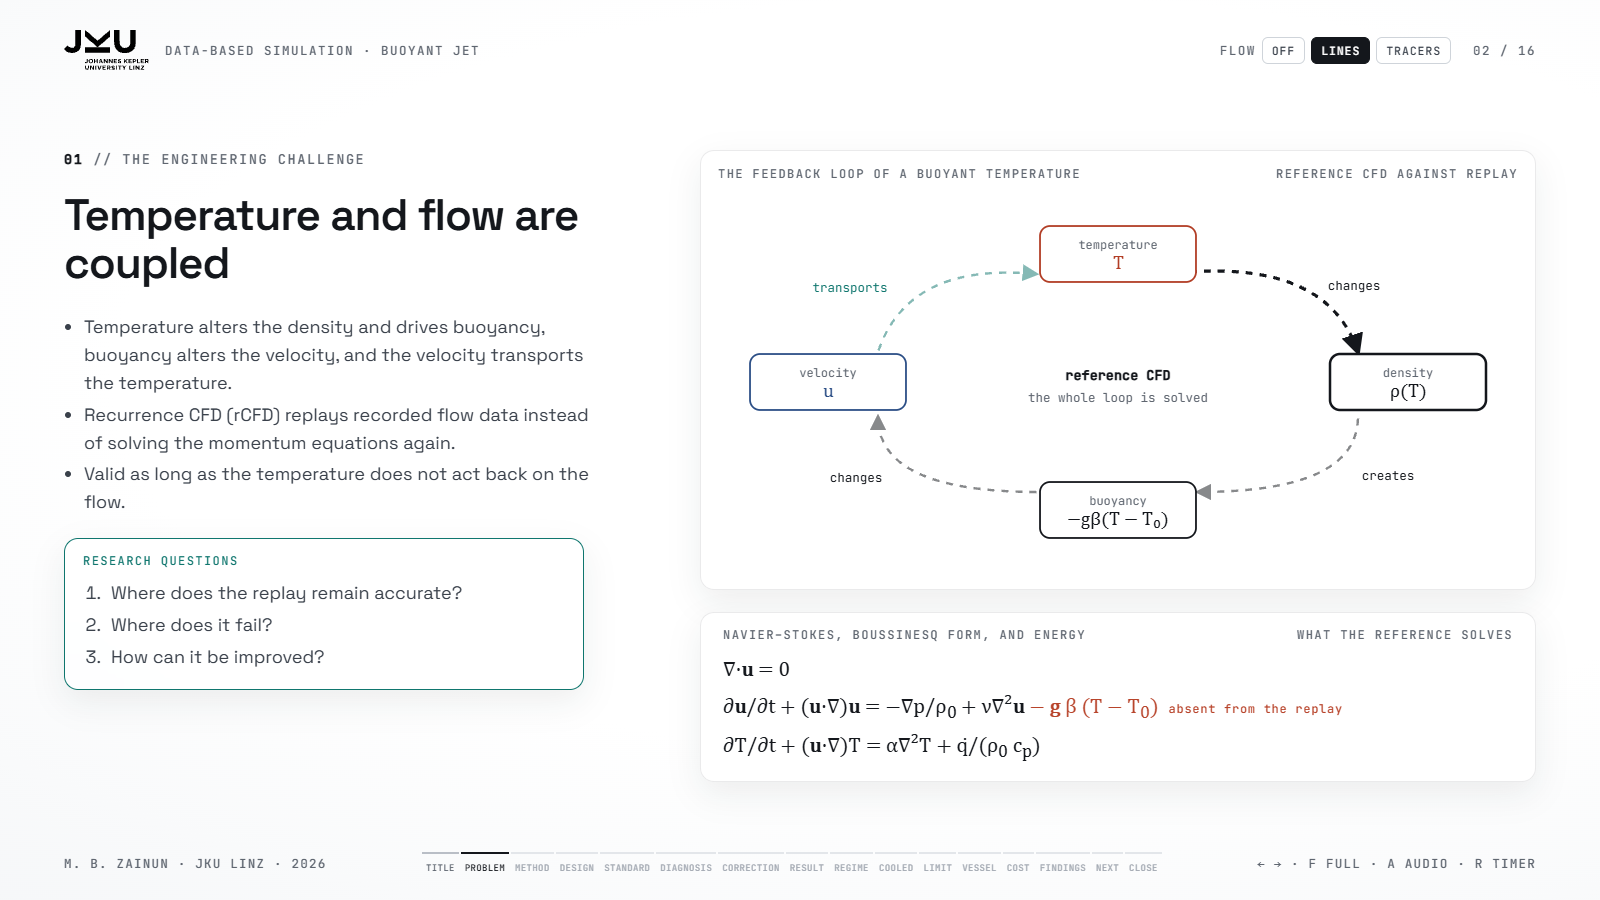 JKU
JOHANNES KEPLER
UNIVERSITY LINZ
DATA-BASED SIMULATION · BUOYANT JET
FLOW OFF LINES TRACERS 02 / 16
01 // THE ENGINEERING CHALLENGE
Temperature and flow are
coupled
• Temperature alters the density and drives buoyancy,
buoyancy alters the velocity, and the velocity transports
the temperature.
• Recurrence CFD (rCFD) replays recorded flow data instead
of solving the momentum equations again.
• Valid as long as the temperature does not act back on the
flow.
RESEARCH QUESTIONS
1. Where does the replay remain accurate?
2. Where does it fail?
3. How can it be improved?
THE FEEDBACK LOOP OF A BUOYANT TEMPERATURE REFERENCE CFD AGAINST REPLAY
temperature
T
transports
changes
velocity
u
reference CFD
the whole loop is solved
density
ρ(T)
changes
creates
buoyancy
−gβ(T − T₀)
NAVIER-STOKES, BOUSSINESQ FORM, AND ENERGY WHAT THE REFERENCE SOLVES
∇·u = 0
∂u/∂t + (u·∇)u = −∇p/ρ₀ + ν∇²u − g β (T − T₀) absent from the replay
∂T/∂t + (u·∇)T = α∇²T + q̇/(ρ₀ cₚ)
M. B. ZAINUN · JKU LINZ · 2026
TITLE PROBLEM METHOD DESIGN STANDARD DIAGNOSIS CORRECTION RESULT REGIME COOLED LIMIT VESSEL COST FINDINGS NEXT CLOSE
← → · F FULL · A AUDIO · R TIMER